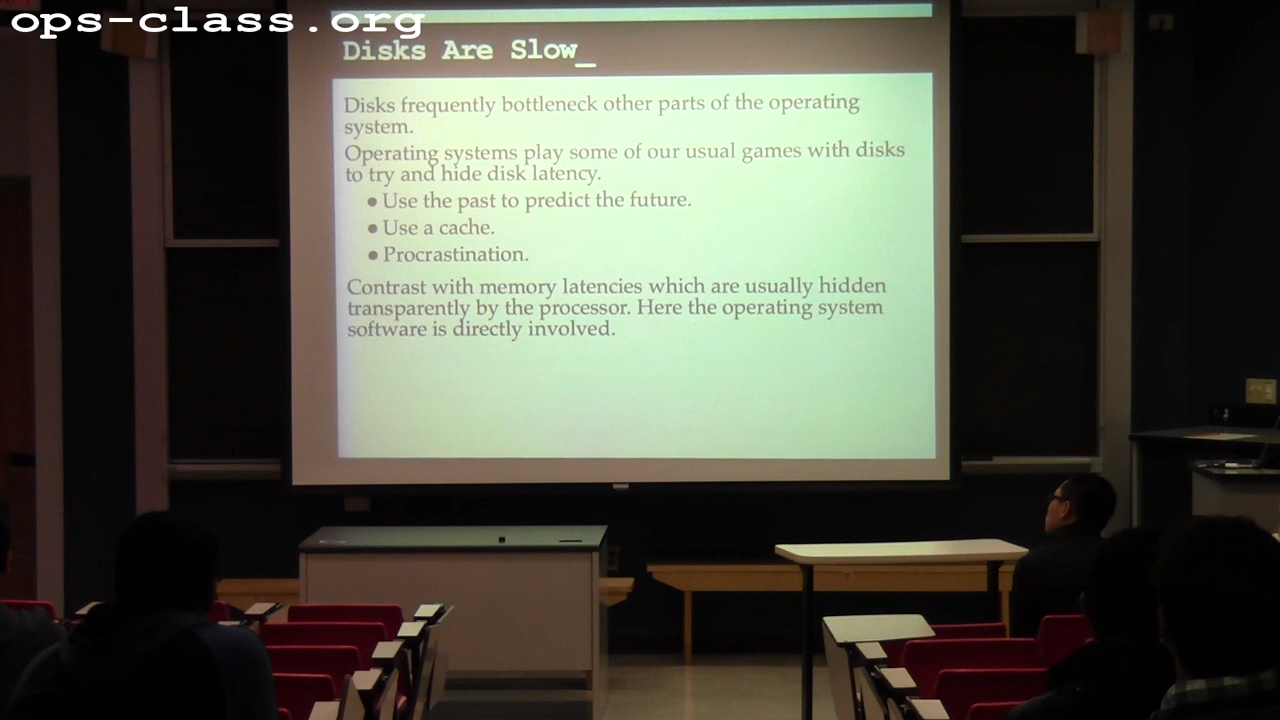 ops-class.org
Disks Are Slow_
Disks frequently bottleneck other parts of the operating
system.
Operating systems play some of our usual games with disks
to try and hide disk latency.
● Use the past to predict the future.
● Use a cache.
● Procrastination.
Contrast with memory latencies which are usually hidden
transparently by the processor. Here the operating system
software is directly involved.